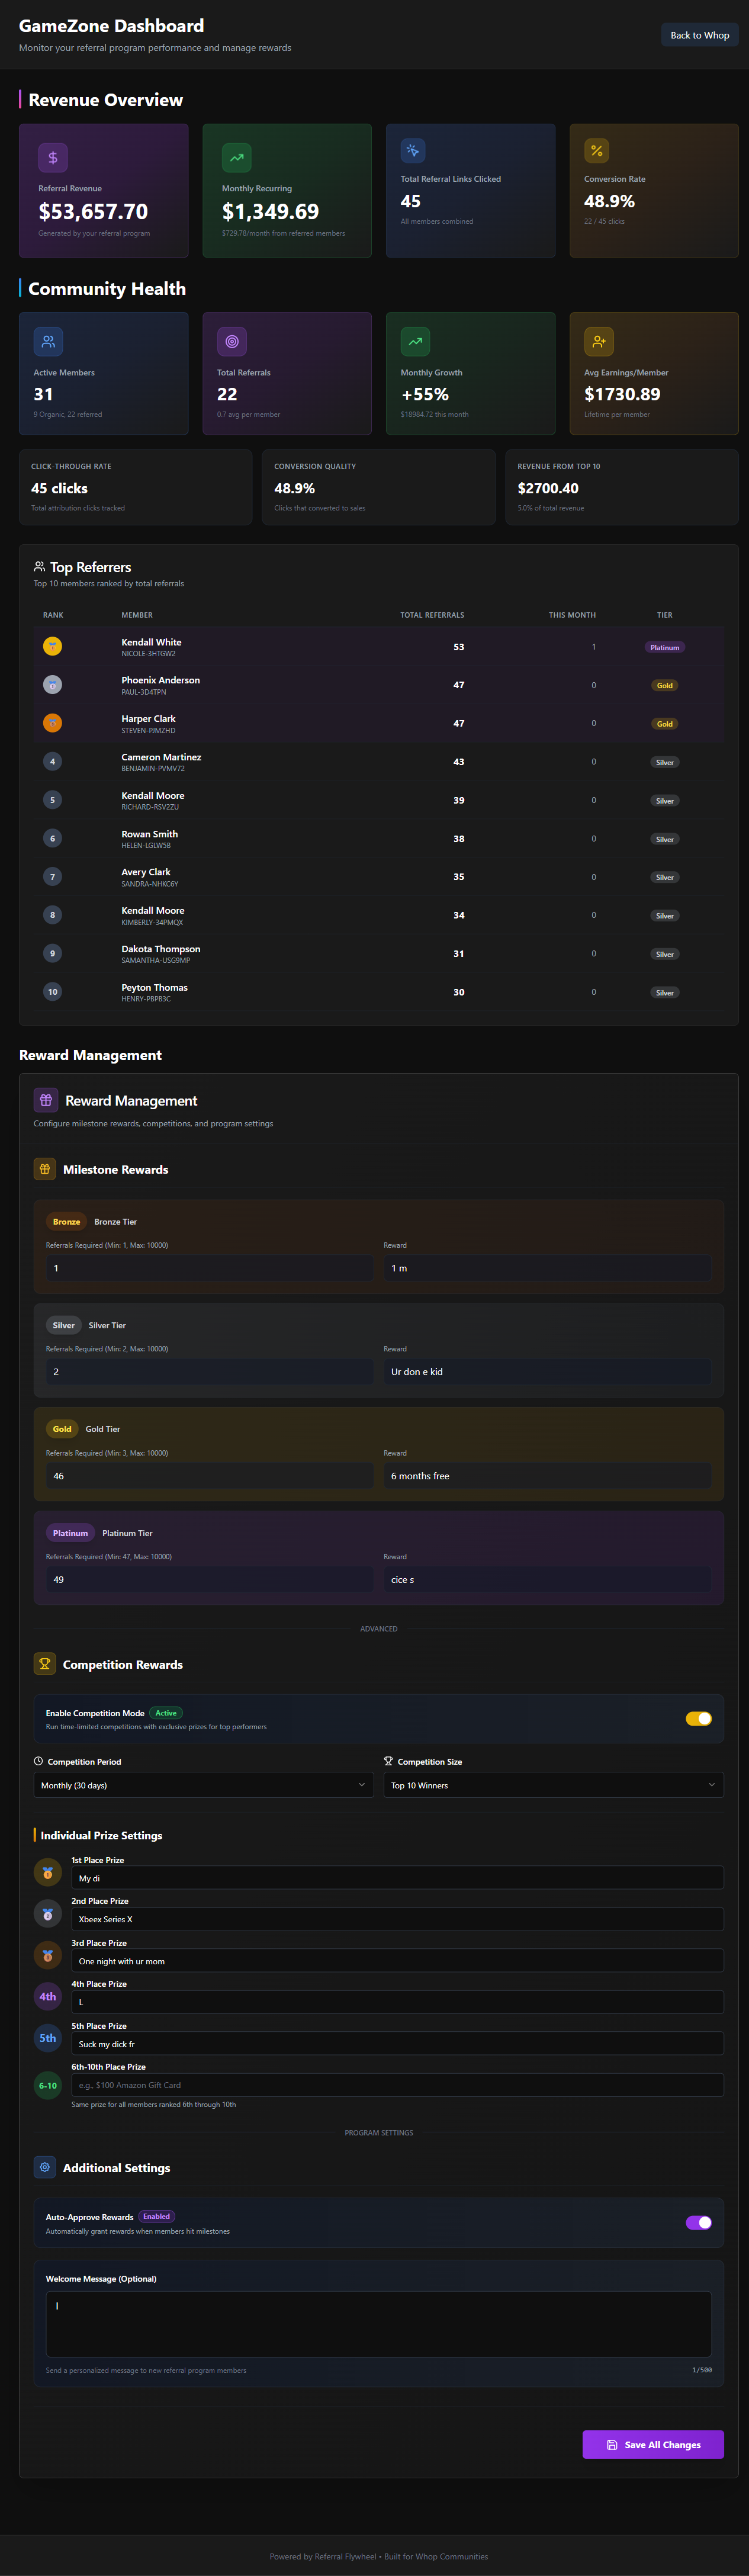 GameZone Dashboard
Monitor your referral program performance and manage rewards
Back to Whop
Revenue Overview
Referral Revenue
$53,657.70
Generated by your referral program
Monthly Recurring
$1,349.69
$729.78/month from referred members
Total Referral Links Clicked
45
All members combined
Conversion Rate
48.9%
22 / 45 clicks
Community Health
Active Members
31
9 Organic, 22 referred
Total Referrals
22
0.7 avg per member
Monthly Growth
+55%
$18984.72 this month
Avg Earnings/Member
$1730.89
Lifetime per member
CLICK-THROUGH RATE
45 clicks
Total attribution clicks tracked
CONVERSION QUALITY
48.9%
Clicks that converted to sales
REVENUE FROM TOP 10
$2700.40
5.0% of total revenue
Top Referrers
Top 10 members ranked by total referrals
RANK MEMBER TOTAL REFERRALS THIS MONTH TIER
Kendall White 53 1 Platinum
NICOLE-3HTGW2
Phoenix Anderson 47 0 Gold
PAUL-3D4TPN
Harper Clark 47 0 Gold
STEVEN-PJMZHD
4 Cameron Martinez 43 0 Silver
BENJAMIN-PVMV72
5 Kendall Moore 39 0 Silver
RICHARD-RSV2ZU
6 Rowan Smith 38 0 Silver
HELEN-LGLW5B
7 Avery Clark 35 0 Silver
SANDRA-NHKC6Y
8 Kendall Moore 34 0 Silver
KIMBERLY-34PMQX
9 Dakota Thompson 31 0 Silver
SAMANTHA-USG9MP
10 Peyton Thomas 30 0 Silver
HENRY-PBPB3C
Reward Management
Reward Management
Configure milestone rewards, competitions, and program settings
Milestone Rewards
Bronze Bronze Tier
Referrals Required (Min: 1, Max: 10000) Reward
1 1 m
Silver Silver Tier
Referrals Required (Min: 2, Max: 10000) Reward
2 Ur don e kid
Gold Gold Tier
Referrals Required (Min: 3, Max: 10000) Reward
46 6 months free
Platinum Platinum Tier
Referrals Required (Min: 47, Max: 10000) Reward
49 cice s
ADVANCED
Competition Rewards
Enable Competition Mode Active
Run time-limited competitions with exclusive prizes for top performers
Competition Period Competition Size
Monthly (30 days) Top 10 Winners
Individual Prize Settings
1st Place Prize
My di
2nd Place Prize
Xbeex Series X
3rd Place Prize
One night with ur mom
4th 4th Place Prize
L
5th 5th Place Prize
Suck my dick fr
6-10 6th-10th Place Prize
e.g., $100 Amazon Gift Card
Same prize for all members ranked 6th through 10th
PROGRAM SETTINGS
Additional Settings
Auto-Approve Rewards Enabled
Automatically grant rewards when members hit milestones
Welcome Message (Optional)
Send a personalized message to new referral program members 1/500
Save All Changes
Powered by Referral Flywheel • Built for Whop Communities